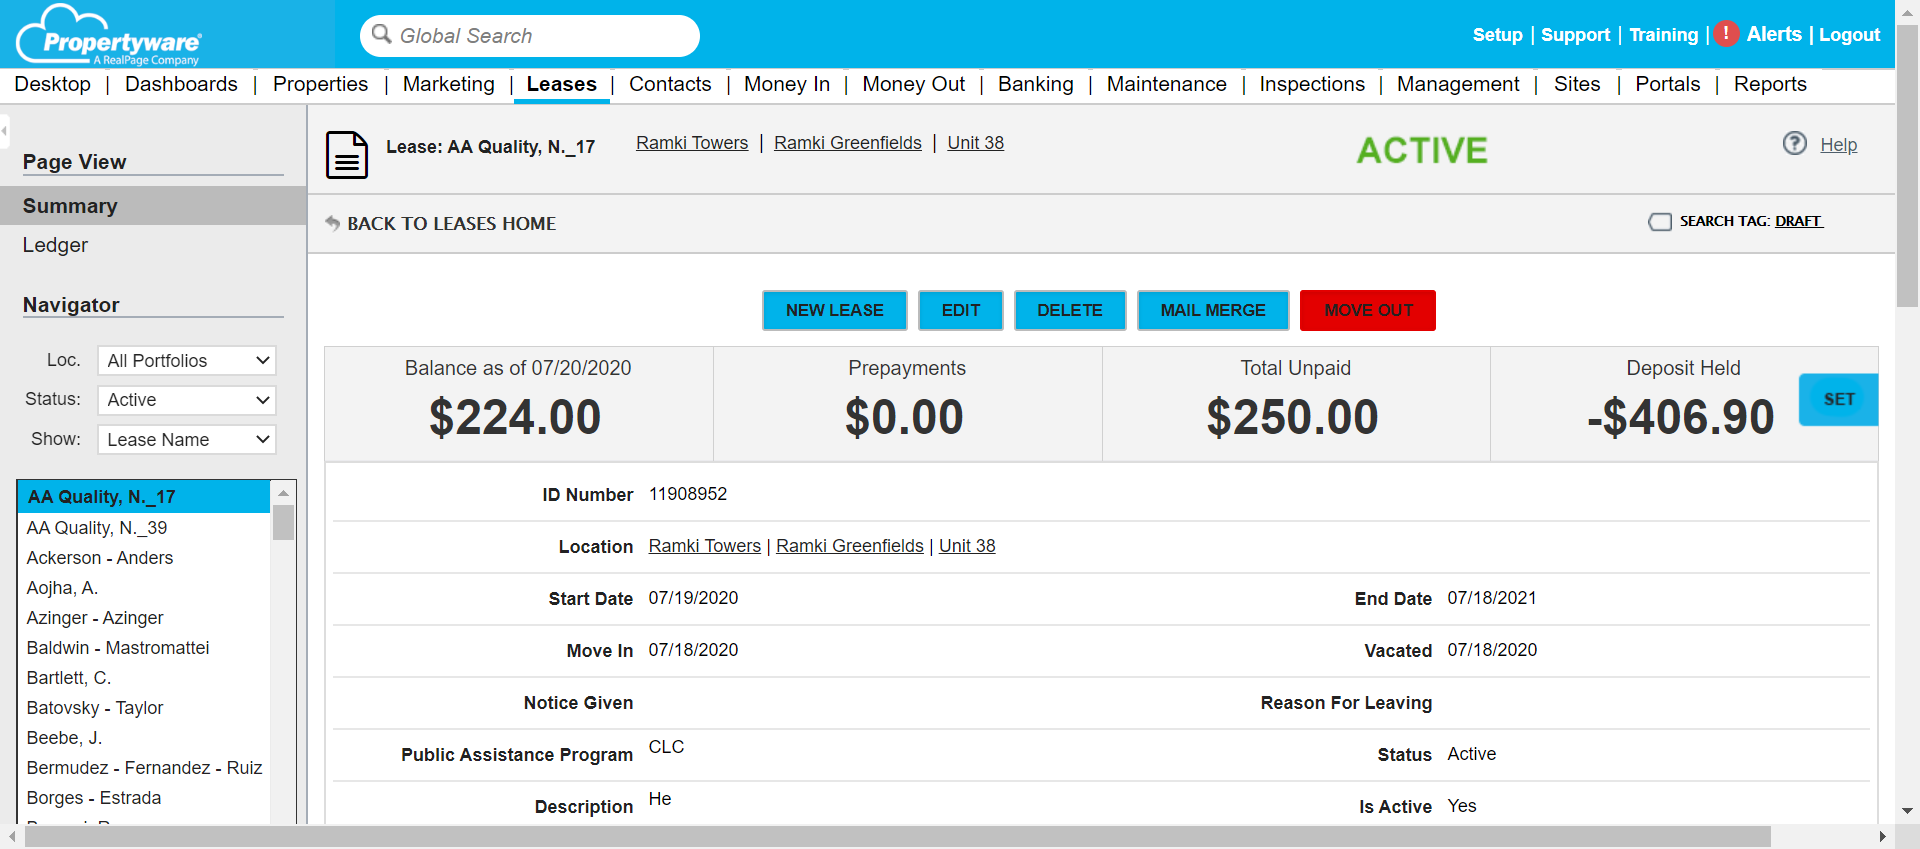 Propertyware
A RealPage Company
Global Search
Setup | Support | Training | ! Alerts | Logout
Desktop | Dashboards | Properties | Marketing | Leases | Contacts | Money In | Money Out | Banking | Maintenance | Inspections | Management | Sites | Portals | Reports
Page View
Summary
Ledger
Navigator
Loc. All Portfolios
Status: Active
Show: Lease Name
AA Quality, N._17
AA Quality, N._39
Ackerson - Anders
Aojha, A.
Azinger - Azinger
Baldwin - Mastromattei
Bartlett, C.
Batovsky - Taylor
Beebe, J.
Bermudez - Fernandez - Ruiz
Borges - Estrada
Lease: AA Quality, N._17 Ramki Towers | Ramki Greenfields | Unit 38
ACTIVE
? Help
BACK TO LEASES HOME
SEARCH TAG: DRAFT
NEW LEASE EDIT DELETE MAIL MERGE MOVE OUT
Balance as of 07/20/2020 Prepayments Total Unpaid Deposit Held
$224.00 $0.00 $250.00 -$406.90 SET
ID Number 11908952
Location Ramki Towers | Ramki Greenfields | Unit 38
Start Date 07/19/2020 End Date 07/18/2021
Move In 07/18/2020 Vacated 07/18/2020
Notice Given Reason For Leaving
Public Assistance Program CLC Status Active
Description He Is Active Yes